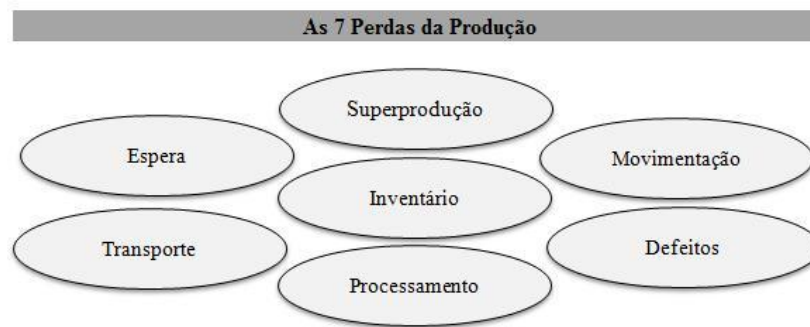 As 7 Perdas da Produção
Superprodução
Espera
Movimentação
Inventário
Transporte
Defeitos
Processamento